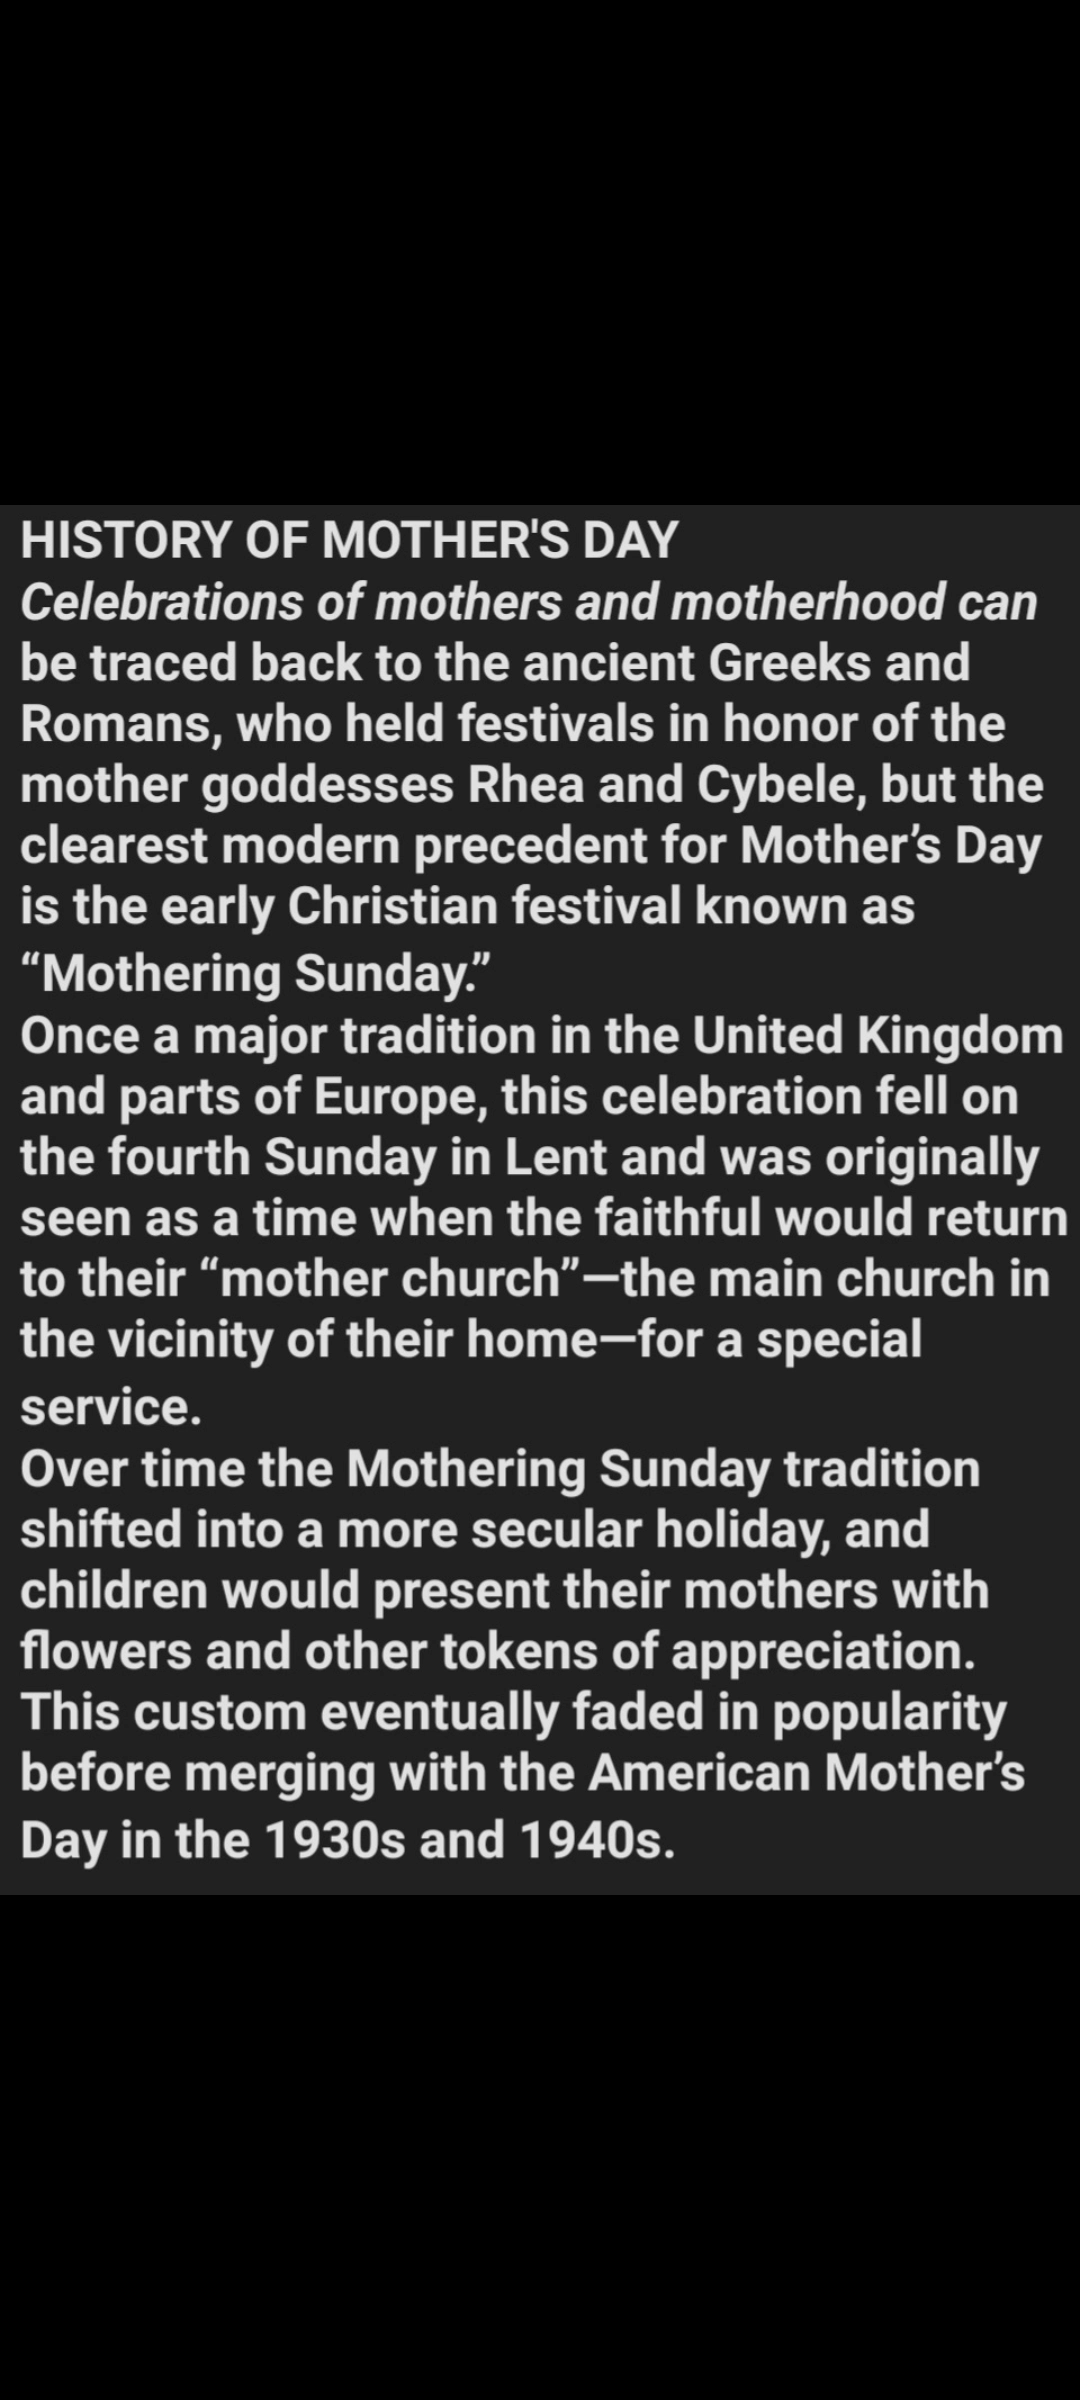 HISTORY OF MOTHER'S DAY
Celebrations of mothers and motherhood can
be traced back to the ancient Greeks and
Romans, who held festivals in honor of the
mother goddesses Rhea and Cybele, but the
clearest modern precedent for Mother’s Day
is the early Christian festival known as
“Mothering Sunday.”
Once a major tradition in the United Kingdom
and parts of Europe, this celebration fell on
the fourth Sunday in Lent and was originally
seen as a time when the faithful would return
to their “mother church”—the main church in
the vicinity of their home—for a special
service.
Over time the Mothering Sunday tradition
shifted into a more secular holiday, and
children would present their mothers with
flowers and other tokens of appreciation.
This custom eventually faded in popularity
before merging with the American Mother’s
Day in the 1930s and 1940s.